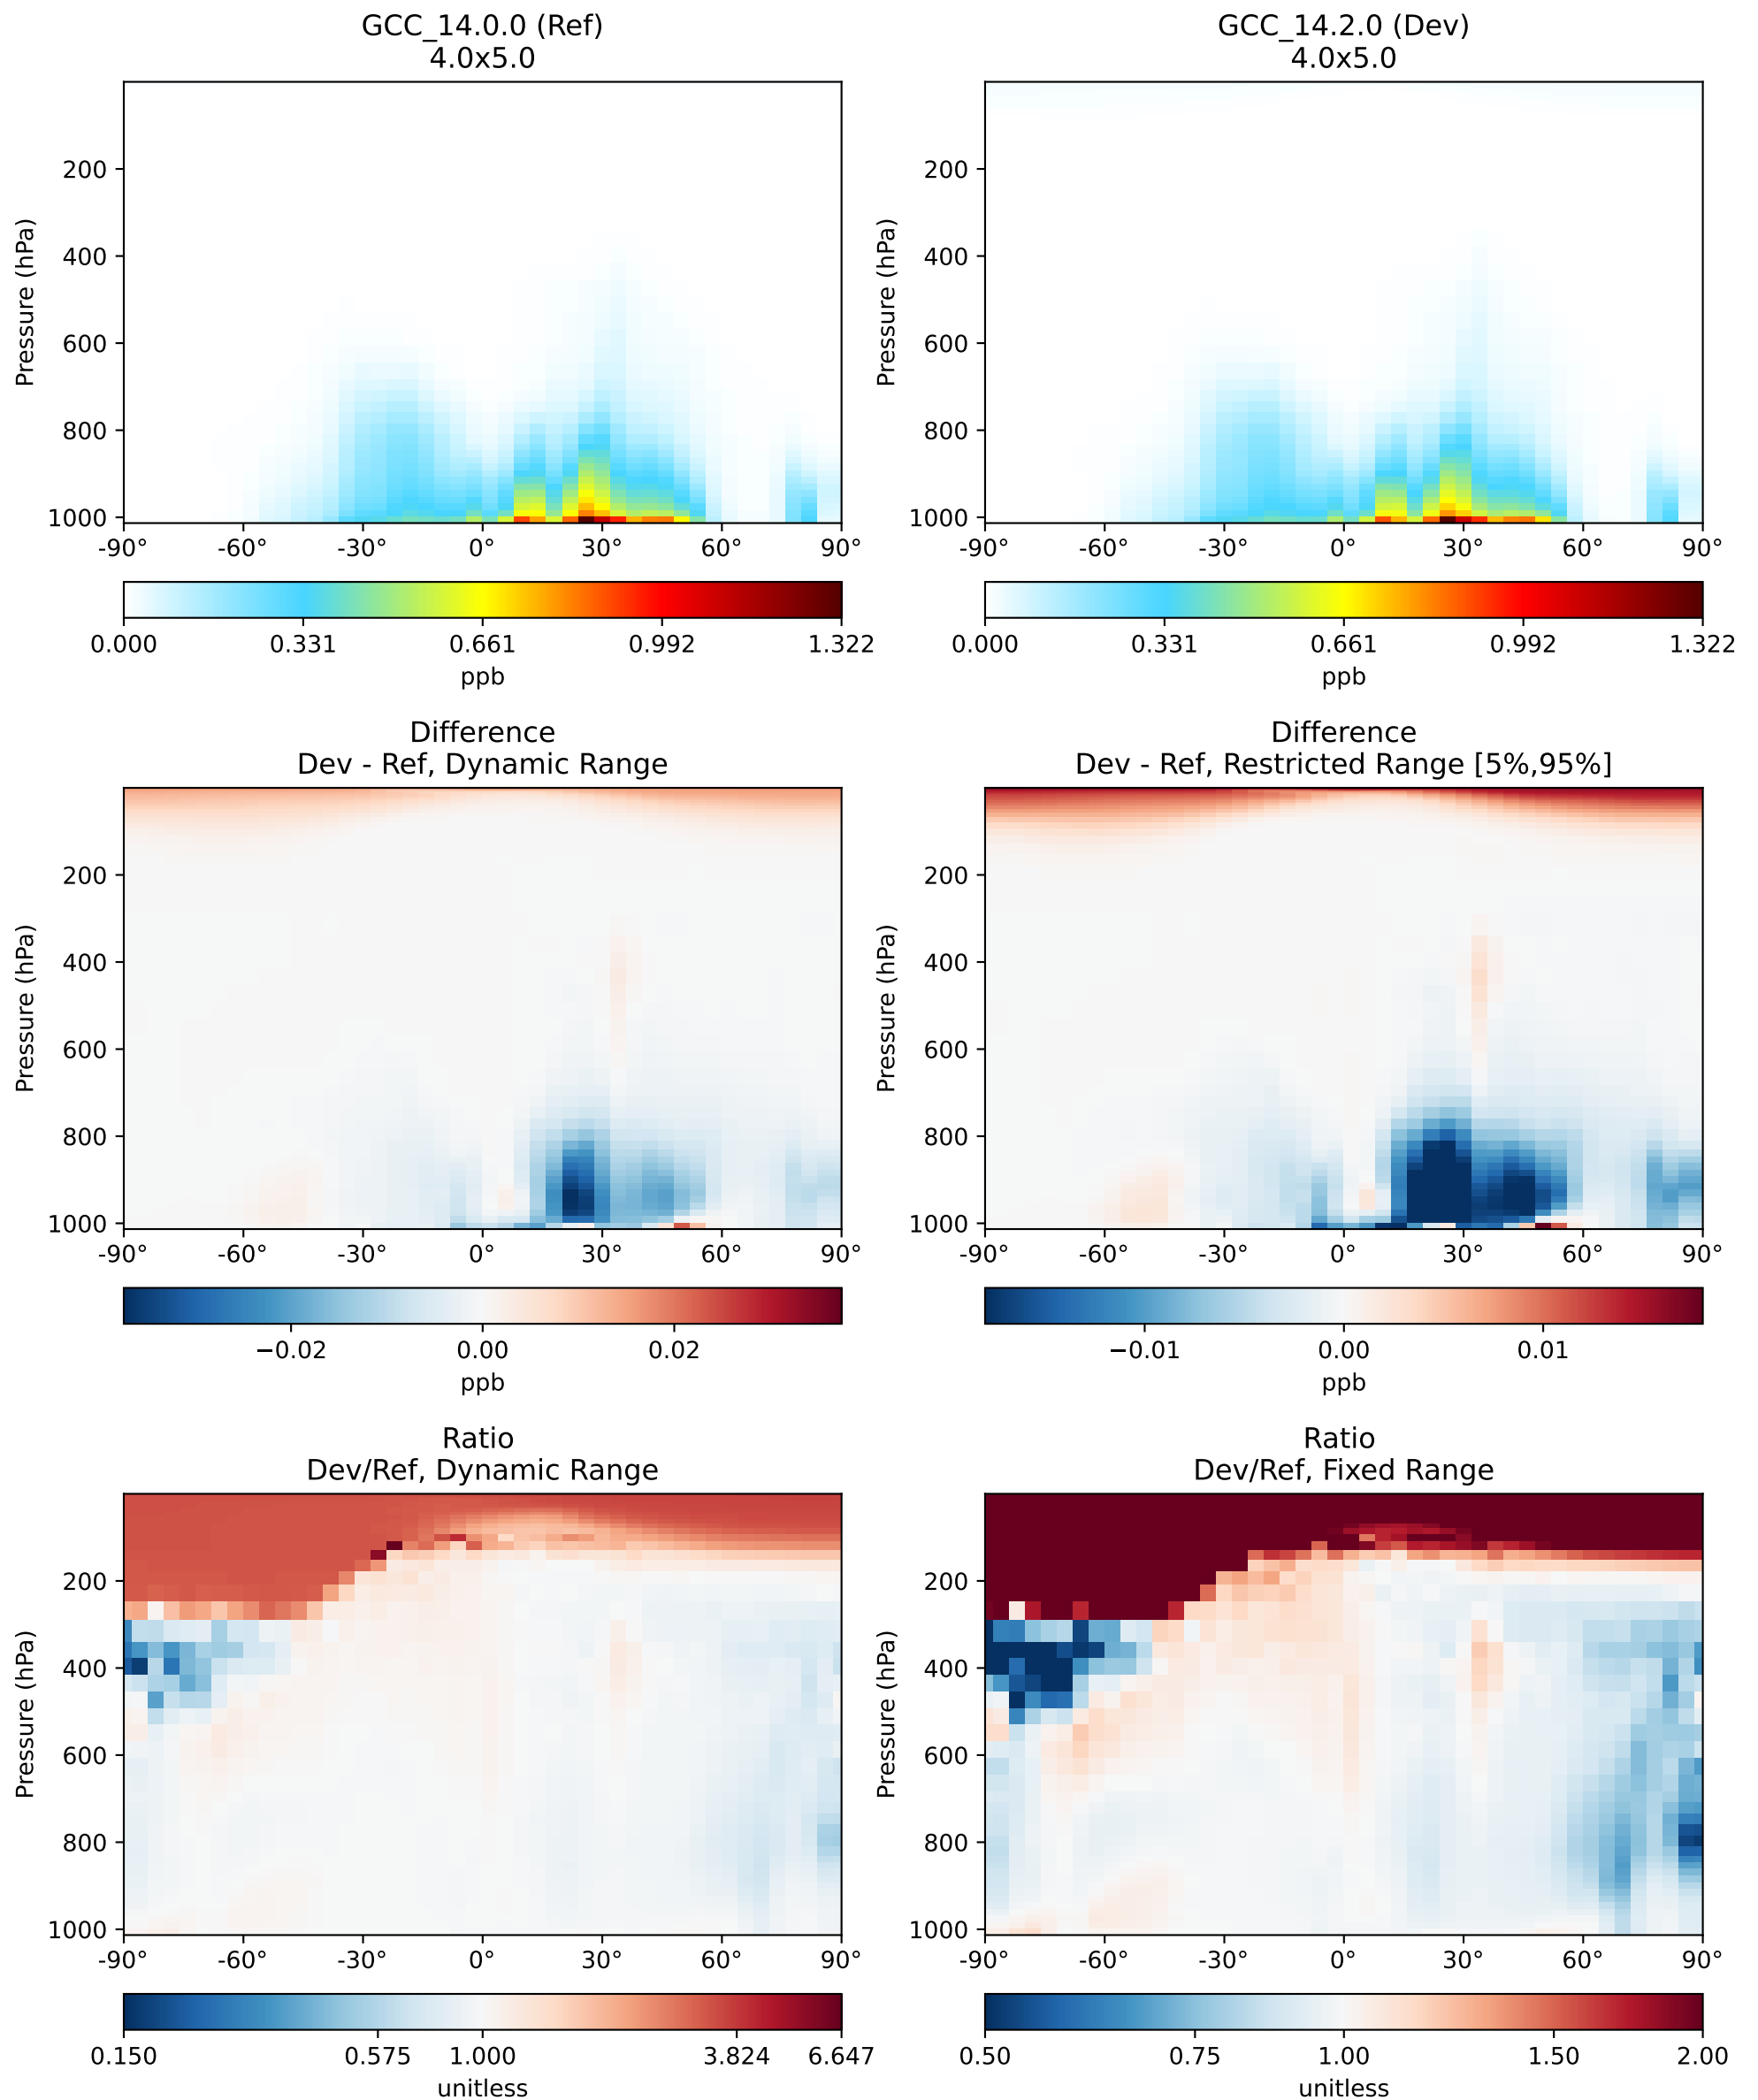 GCC_14.0.0 (Ref)
4.0x5.0
GCC_14.2.0 (Dev)
4.0x5.0
Pressure (hPa)
200
400
600
800
1000
-90° -60° -30° 0° 30° 60° 90°
0.000 0.331 0.661 0.992 1.322
ppb
Pressure (hPa)
200
400
600
800
1000
-90° -60° -30° 0° 30° 60° 90°
0.000 0.331 0.661 0.992 1.322
ppb
Difference
Dev - Ref, Dynamic Range
Pressure (hPa)
200
400
600
800
1000
-90° -60° -30° 0° 30° 60° 90°
−0.02 0.00 0.02
ppb
Difference
Dev - Ref, Restricted Range [5%,95%]
Pressure (hPa)
200
400
600
800
1000
-90° -60° -30° 0° 30° 60° 90°
−0.01 0.00 0.01
ppb
Ratio
Dev/Ref, Dynamic Range
Pressure (hPa)
200
400
600
800
1000
-90° -60° -30° 0° 30° 60° 90°
0.150 0.575 1.000 3.824 6.647
unitless
Ratio
Dev/Ref, Fixed Range
Pressure (hPa)
200
400
600
800
1000
-90° -60° -30° 0° 30° 60° 90°
0.50 0.75 1.00 1.50 2.00
unitless